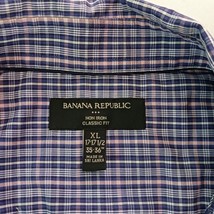 BANANA REPUBLIC
NON IRON
CLASSIC FIT
XL
17 17 1/2
35-36"
MADE IN
SRI LANKA